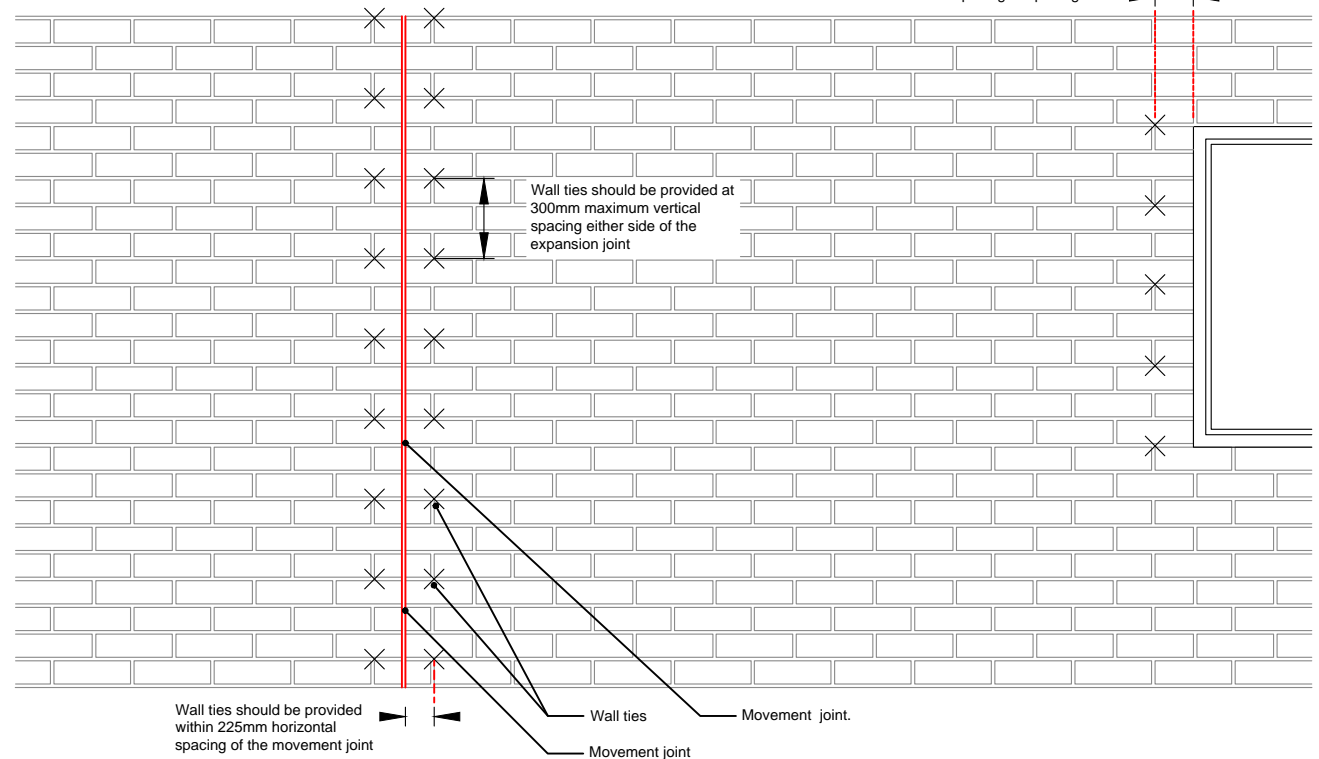 Wall ties should be provided at
300mm maximum vertical
spacing either side of the
expansion joint
Wall ties should be provided
within 225mm horizontal
spacing of the movement joint
Wall ties
Movement joint.
Movement joint